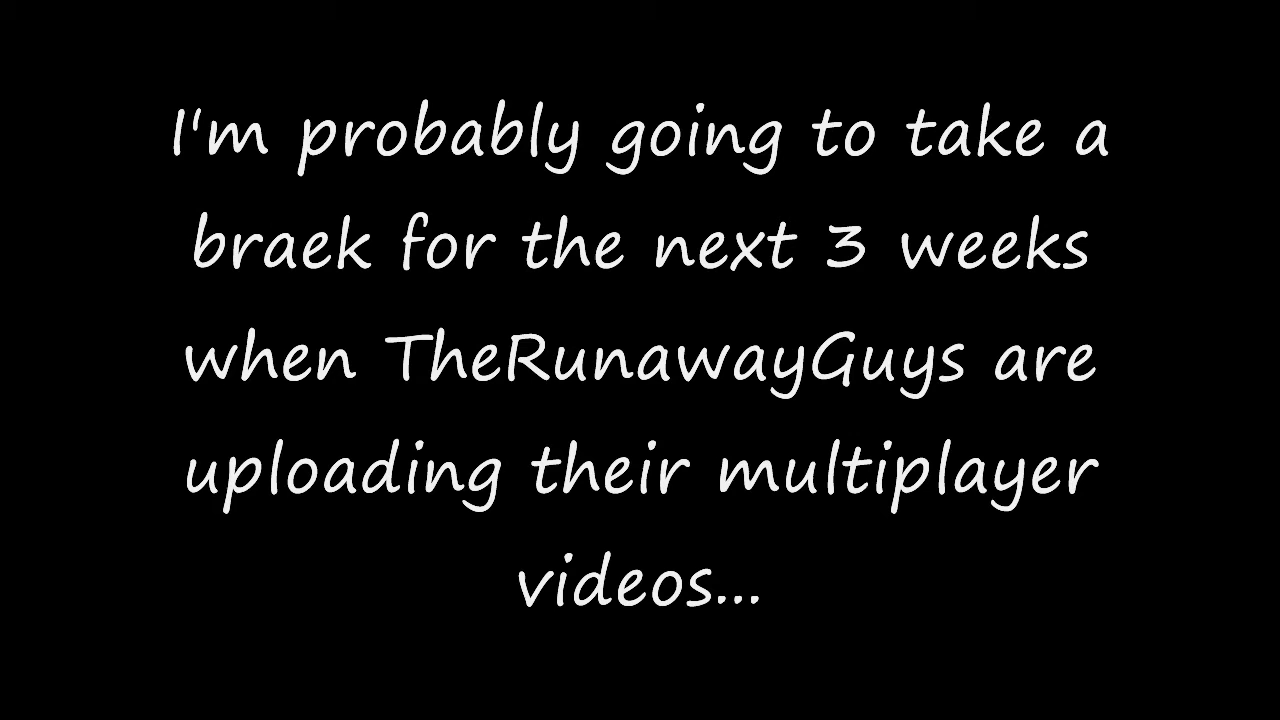 I'm probably going to take a
braek for the next 3 weeks
when TheRunawayGuys are
uploading their multiplayer
videos...